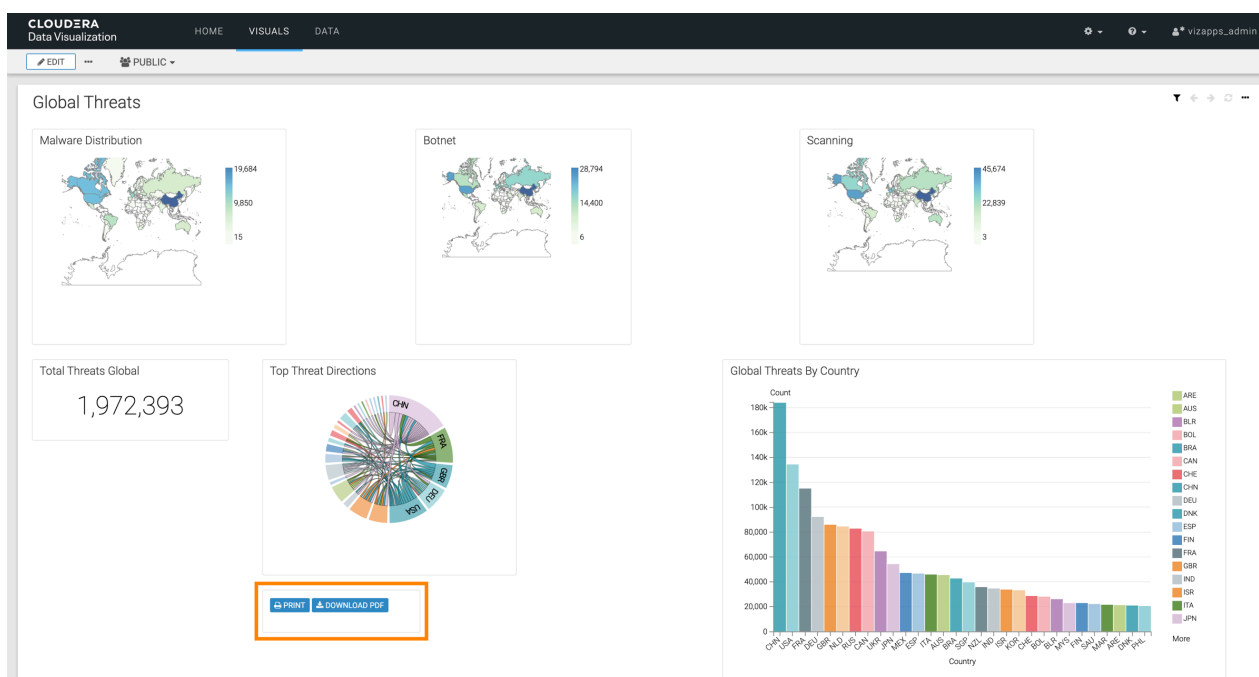 CLOUDERA
Data Visualization
HOME VISUALS DATA
vizapps_admin
EDIT
PUBLIC
Global Threats
Malware Distribution
19,684
9,850
15
Botnet
28,794
14,400
6
Scanning
45,674
22,839
3
Total Threats Global
1,972,393
Top Threat Directions
CHN
FRA
GBR
DEU
USA
PRINT DOWNLOAD PDF
Global Threats By Country
Count
180k
160k
140k
120k
100k
80,000
60,000
40,000
20,000
0
CHN USA FRA DEU GBR NLD RUS CAN UKR JPN MEX ESP ITA AUS BRA SGP NZL IND ISR KOR CHE BOL BLR MYS FIN SAU MAR ARE DNK PHL
Country
ARE
AUS
BLR
BOL
BRA
CAN
CHE
CHN
DEU
DNK
ESP
FIN
FRA
GBR
IND
ISR
ITA
JPN
More